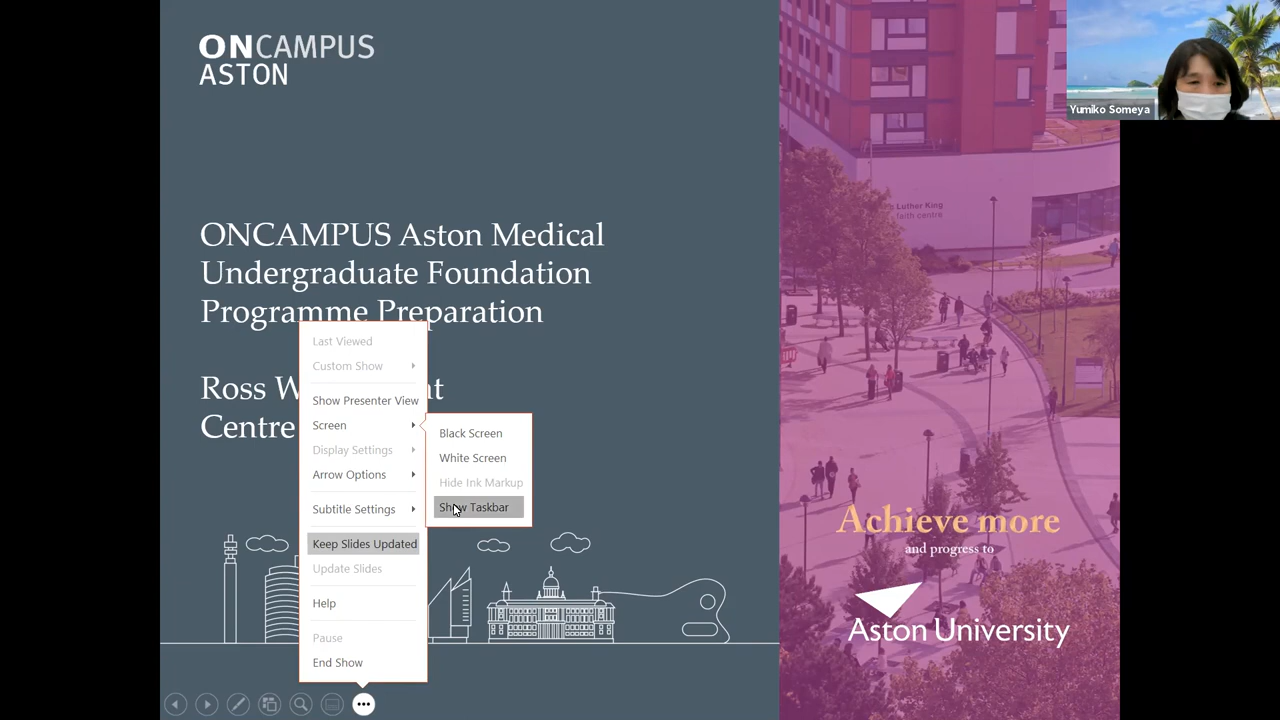 ONCAMPUS
ASTON
Yumiko Someya
Luther King
faith centre
ONCAMPUS Aston Medical
Undergraduate Foundation
Programme Preparation
Ross
Centre
Last Viewed
Custom Show
Show Presenter View
Screen
Display Settings
Arrow Options
Subtitle Settings
Keep Slides Updated
Update Slides
Help
Pause
End Show
Black Screen
White Screen
Hide Ink Markup
Show Taskbar
Achieve more
and progress to
Aston University